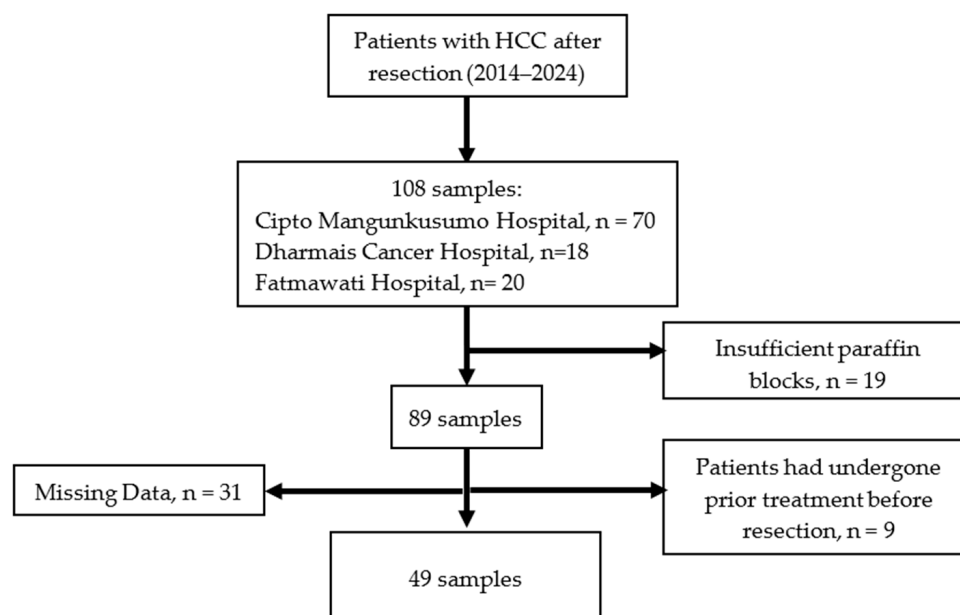 Patients with HCC after
resection (2014–2024)
108 samples:
Cipto Mangunkusumo Hospital, n = 70
Dharmais Cancer Hospital, n=18
Fatmawati Hospital, n= 20
Insufficient paraffin
blocks, n = 19
89 samples
Missing Data, n = 31
Patients had undergone
prior treatment before
resection, n = 9
49 samples